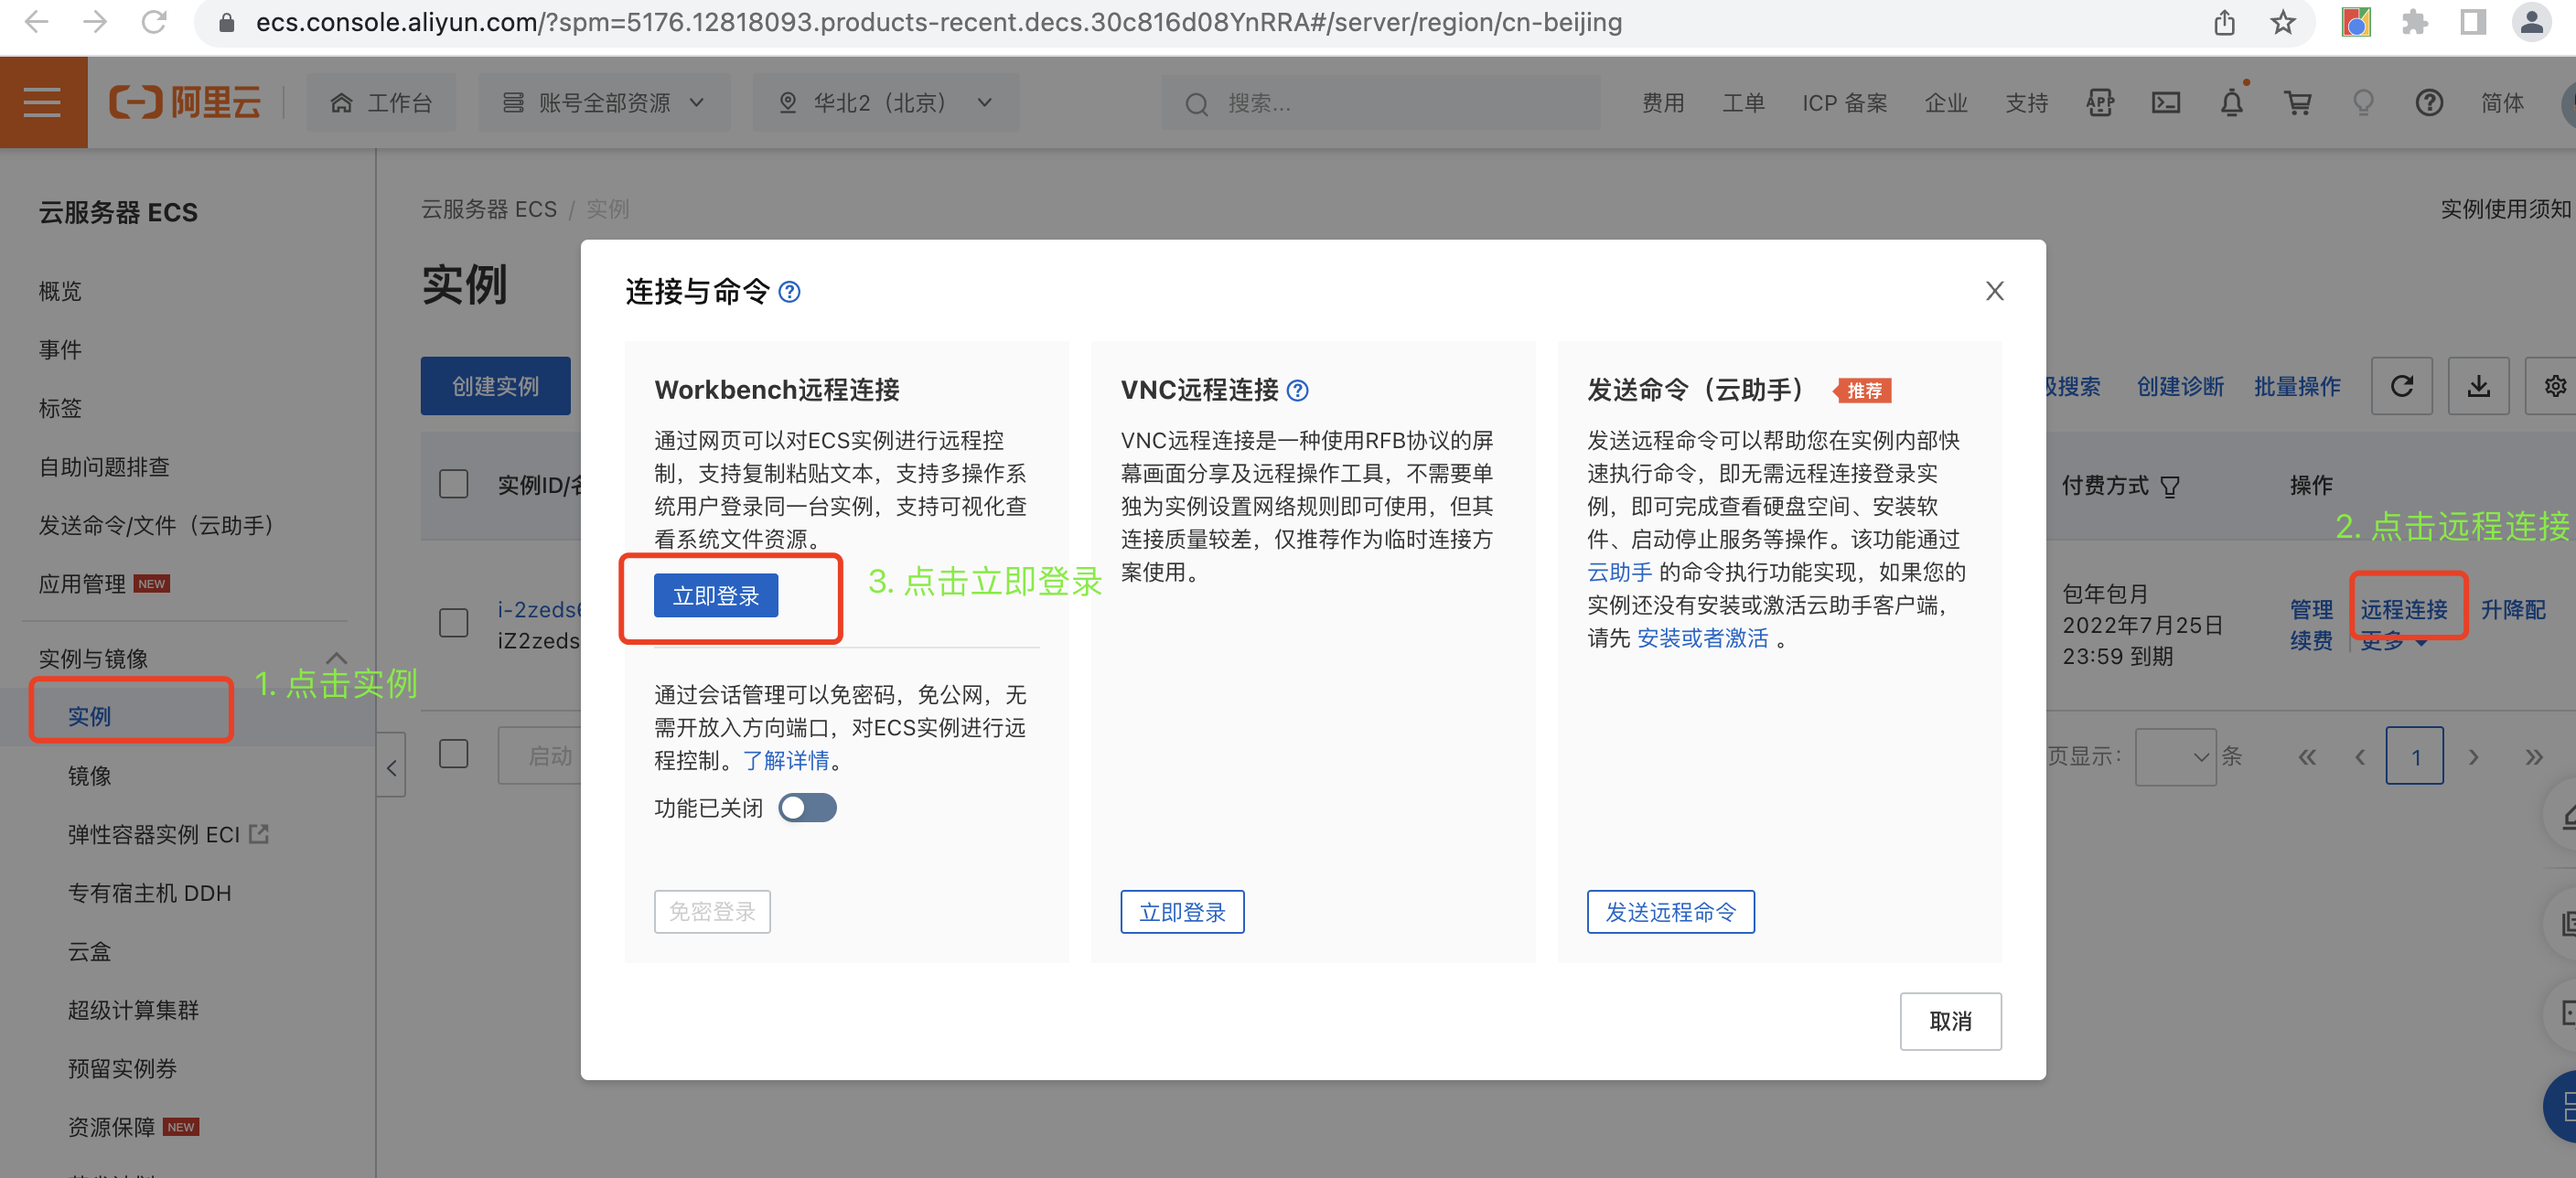 ecs.console.aliyun.com/?spm=5176.12818093.products-recent.decs.30c816d08YnRRA#/server/region/cn-beijing
阿里云
工作台
账号全部资源
华北2（北京）
搜索...
费用
工单
ICP 备案
企业
支持
APP
简体
云服务器 ECS
概览
事件
标签
自助问题排查
发送命令/文件（云助手）
应用管理 NEW
实例与镜像
1. 点击实例
实例
镜像
弹性容器实例 ECI
专有宿主机 DDH
云盒
超级计算集群
预留实例券
资源保障 NEW
云服务器 ECS / 实例
实例使用须知
实例
创建实例
搜索
创建诊断
批量操作
实例ID/
付费方式
操作
2. 点击远程连接
i-2zeds
iZ2zeds
包年包月
2022年7月25日
23:59 到期
管理
远程连接
升降配
续费
更多
启动
页显示：
条
1
连接与命令
Workbench远程连接
通过网页可以对ECS实例进行远程控
制，支持复制粘贴文本，支持多操作系
统用户登录同一台实例，支持可视化查
看系统文件资源。
立即登录
3. 点击立即登录
通过会话管理可以免密码，免公网，无
需开放入方向端口，对ECS实例进行远
程控制。了解详情。
功能已关闭
免密登录
VNC远程连接
VNC远程连接是一种使用RFB协议的屏
幕画面分享及远程操作工具，不需要单
独为实例设置网络规则即可使用，但其
连接质量较差，仅推荐作为临时连接方
案使用。
立即登录
发送命令（云助手）
推荐
发送远程命令可以帮助您在实例内部快
速执行命令，即无需远程连接登录实
例，即可完成查看硬盘空间、安装软
件、启动停止服务等操作。该功能通过
云助手 的命令执行功能实现，如果您的
实例还没有安装或激活云助手客户端，
请先 安装或者激活 。
发送远程命令
取消